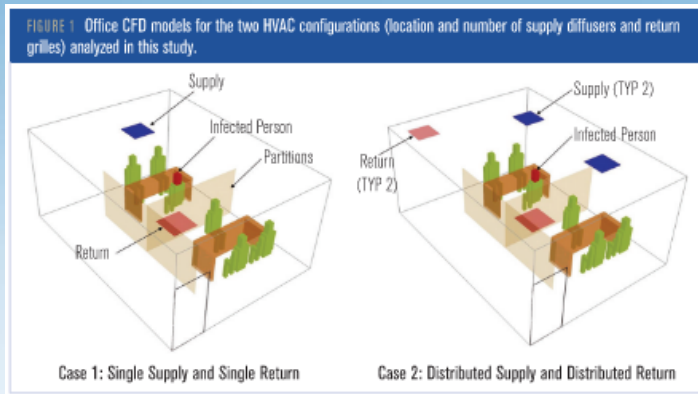 FIGURE 1 Office CFD models for the two HVAC configurations (location and number of supply diffusers and return
grilles) analyzed in this study.
Supply
Infected Person
Partitions
Return
Case 1: Single Supply and Single Return
Supply (TYP 2)
Infected Person
Return
(TYP 2)
Case 2: Distributed Supply and Distributed Return